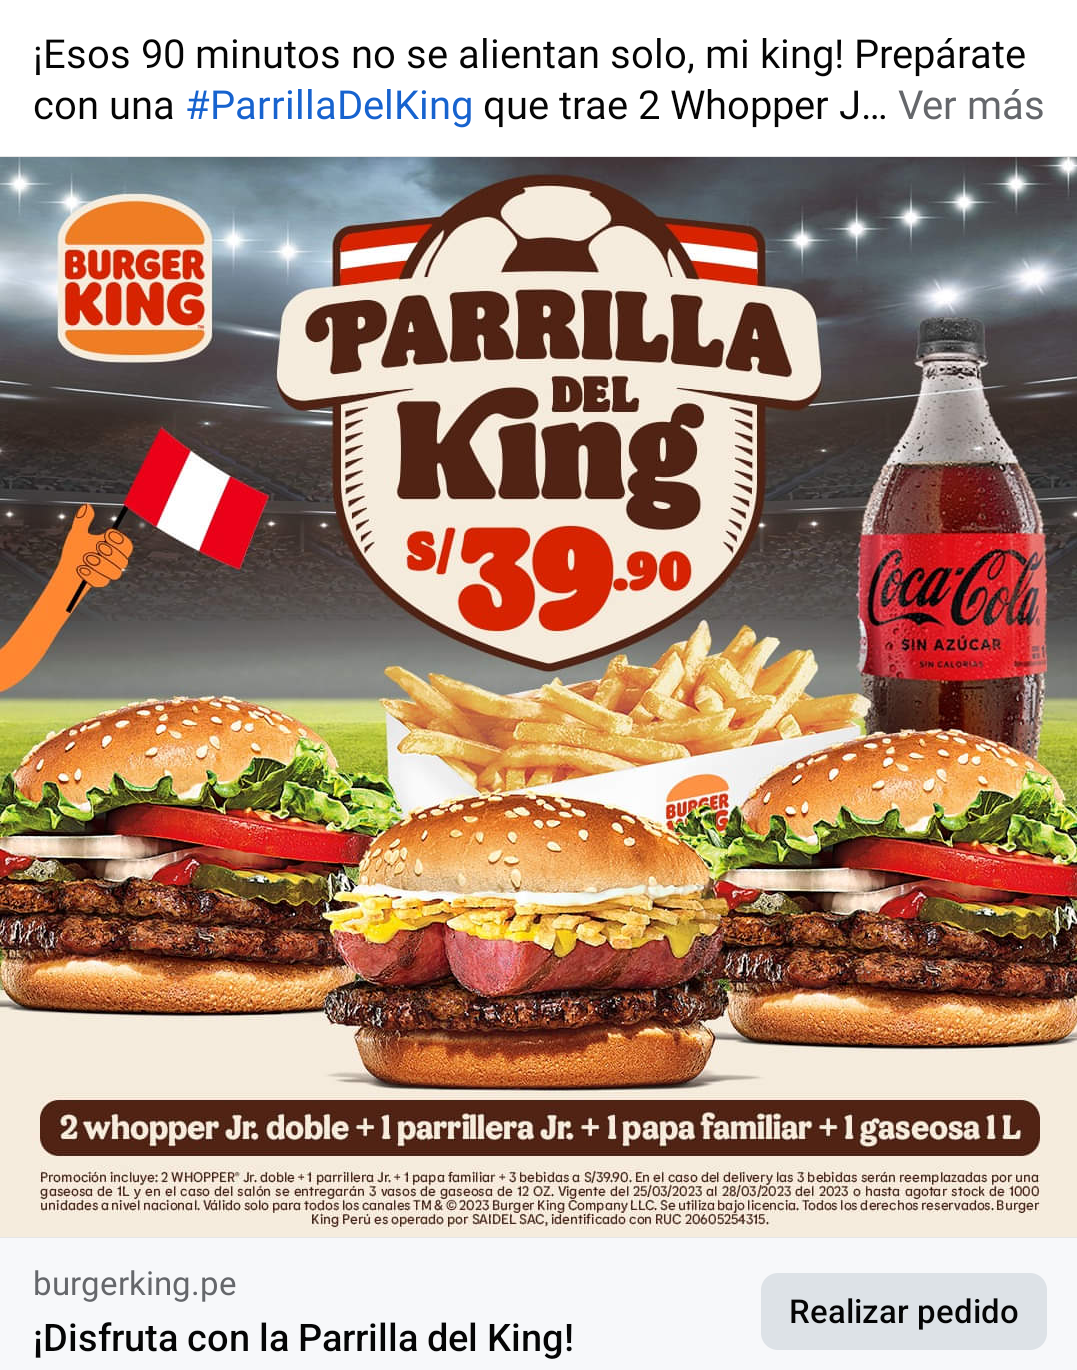 ¡Esos 90 minutos no se alientan solo, mi king! Prepárate
con una #ParrillaDelKing que trae 2 Whopper J... Ver más
BURGER
KING
PARRILLA
DEL
King
S/39.90
Coca-Cola
SIN AZÚCAR
SIN CALORÍAS
BURGER
2 whopper Jr. doble + 1 parrillera Jr. + 1 papa familiar + 1 gaseosa 1 L
Promoción incluye: 2 WHOPPER® Jr. doble + 1 parrillera Jr. + 1 papa familiar + 3 bebidas a S/39.90. En el caso del delivery las 3 bebidas serán reemplazadas por una
gaseosa de 1L y en el caso del salón se entregarán 3 vasos de gaseosa de 12 OZ. Vigente del 25/03/2023 al 28/03/2023 del 2023 o hasta agotar stock de 1000
unidades a nivel nacional. Válido solo para todos los canales TM & © 2023 Burger King Company LLC. Se utiliza bajo licencia. Todos los derechos reservados. Burger
King Perú es operado por SAIDEL SAC, identificado con RUC 20605254315.
burgerking.pe
¡Disfruta con la Parrilla del King!
Realizar pedido